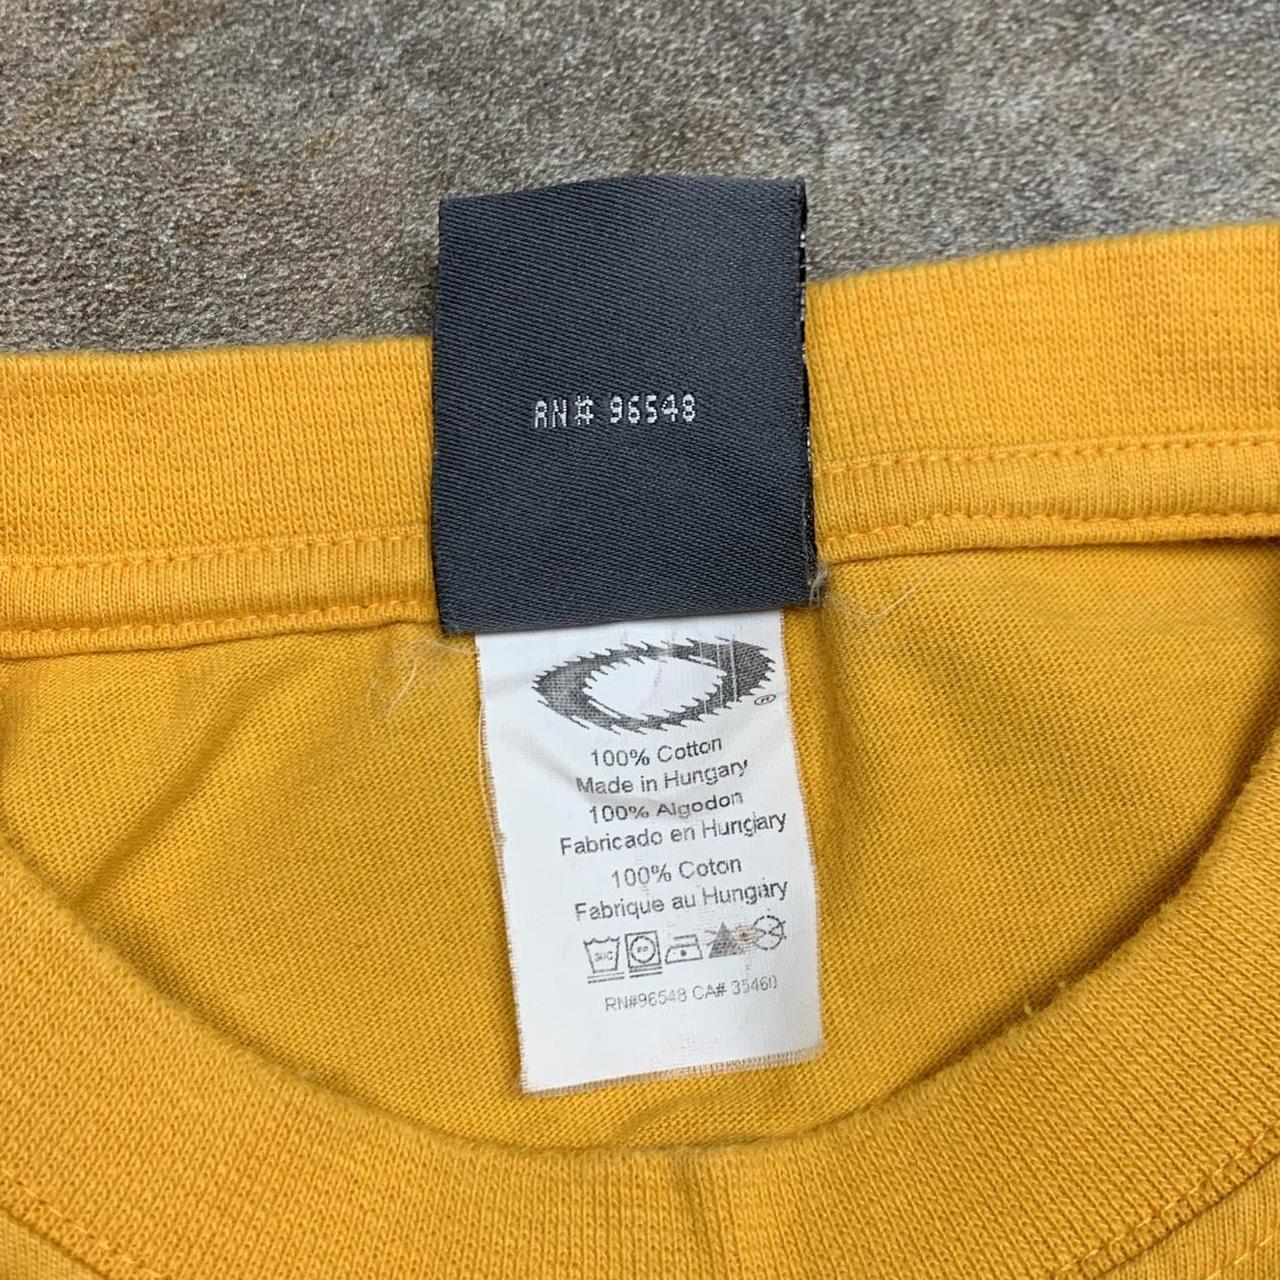 RN# 96548
®
100% Cotton
Made in Hungary
100% Algodon
Fabricado en Hungary
100% Coton
Fabrique au Hungary
RN#96548 CA# 35460